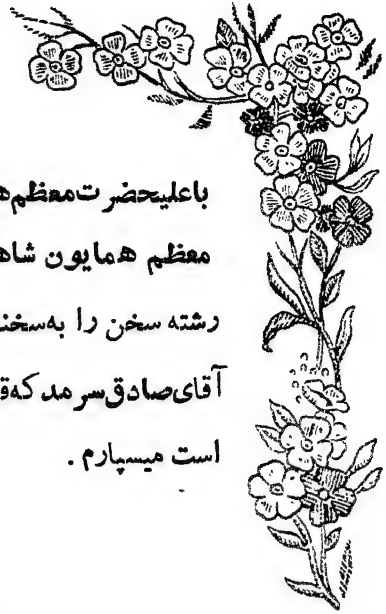 باعلیحضرت معظم ه
معظم همایون شاه
رشته سخن را به‌سخن
آقای صادق سرمد که‌ق
است میسپارم .